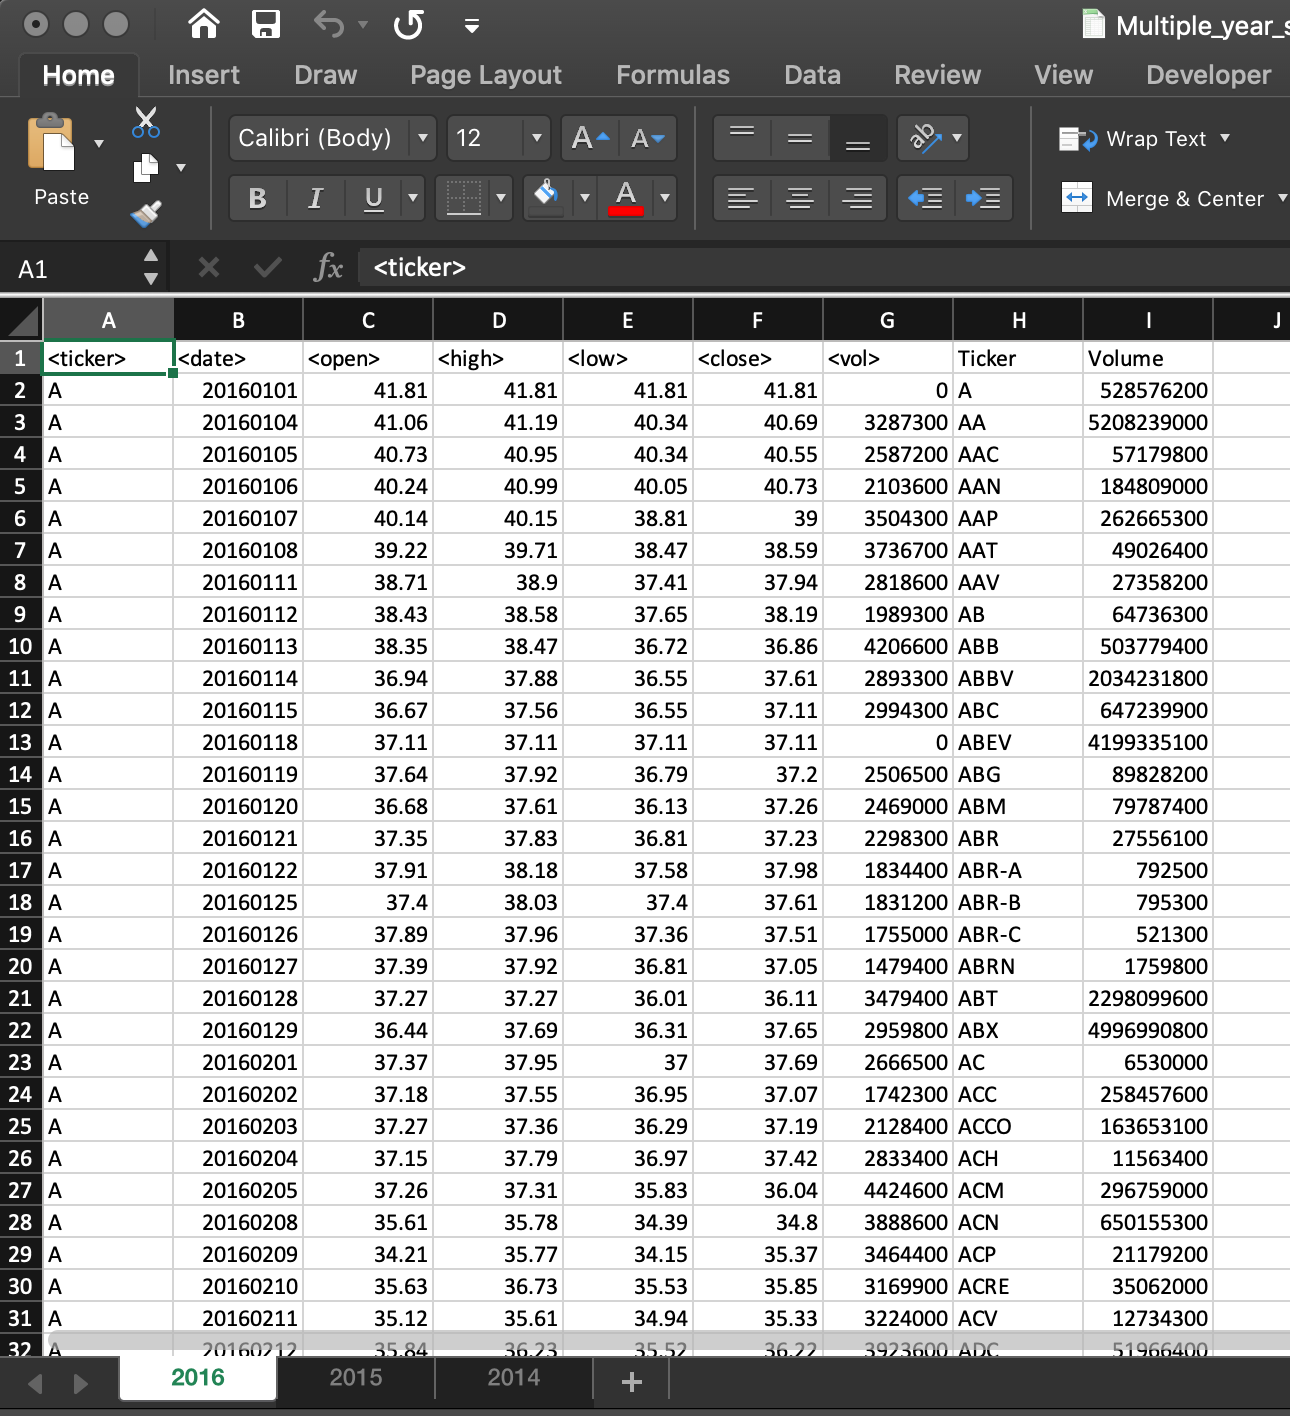 Multiple_year_s
Home Insert Draw Page Layout Formulas Data Review View Developer
Calibri (Body) 12 A A ab Wrap Text
Paste B I U A Merge & Center
A1 fx <ticker>
A B C D E F G H I J
1 <ticker> <date> <open> <high> <low> <close> <vol> Ticker Volume
2 A 20160101 41.81 41.81 41.81 41.81 0 A 528576200
3 A 20160104 41.06 41.19 40.34 40.69 3287300 AA 5208239000
4 A 20160105 40.73 40.95 40.34 40.55 2587200 AAC 57179800
5 A 20160106 40.24 40.99 40.05 40.73 2103600 AAN 184809000
6 A 20160107 40.14 40.15 38.81 39 3504300 AAP 262665300
7 A 20160108 39.22 39.71 38.47 38.59 3736700 AAT 49026400
8 A 20160111 38.71 38.9 37.41 37.94 2818600 AAV 27358200
9 A 20160112 38.43 38.58 37.65 38.19 1989300 AB 64736300
10 A 20160113 38.35 38.47 36.72 36.86 4206600 ABB 503779400
11 A 20160114 36.94 37.88 36.55 37.61 2893300 ABBV 2034231800
12 A 20160115 36.67 37.56 36.55 37.11 2994300 ABC 647239900
13 A 20160118 37.11 37.11 37.11 37.11 0 ABEV 4199335100
14 A 20160119 37.64 37.92 36.79 37.2 2506500 ABG 89828200
15 A 20160120 36.68 37.61 36.13 37.26 2469000 ABM 79787400
16 A 20160121 37.35 37.83 36.81 37.23 2298300 ABR 27556100
17 A 20160122 37.91 38.18 37.58 37.98 1834400 ABR-A 792500
18 A 20160125 37.4 38.03 37.4 37.61 1831200 ABR-B 795300
19 A 20160126 37.89 37.96 37.36 37.51 1755000 ABR-C 521300
20 A 20160127 37.39 37.92 36.81 37.05 1479400 ABRN 1759800
21 A 20160128 37.27 37.27 36.01 36.11 3479400 ABT 2298099600
22 A 20160129 36.44 37.69 36.31 37.65 2959800 ABX 4996990800
23 A 20160201 37.37 37.95 37 37.69 2666500 AC 6530000
24 A 20160202 37.18 37.55 36.95 37.07 1742300 ACC 258457600
25 A 20160203 37.27 37.36 36.29 37.19 2128400 ACCO 163653100
26 A 20160204 37.15 37.79 36.97 37.42 2833400 ACH 11563400
27 A 20160205 37.26 37.31 35.83 36.04 4424600 ACM 296759000
28 A 20160208 35.61 35.78 34.39 34.8 3888600 ACN 650155300
29 A 20160209 34.21 35.77 34.15 35.37 3464400 ACP 21179200
30 A 20160210 35.63 36.73 35.53 35.85 3169900 ACRE 35062000
31 A 20160211 35.12 35.61 34.94 35.33 3224000 ACV 12734300
32 A 20160212 35.84 36.23 35.52 36.22 3923600 ADC 51966400
2016 2015 2014